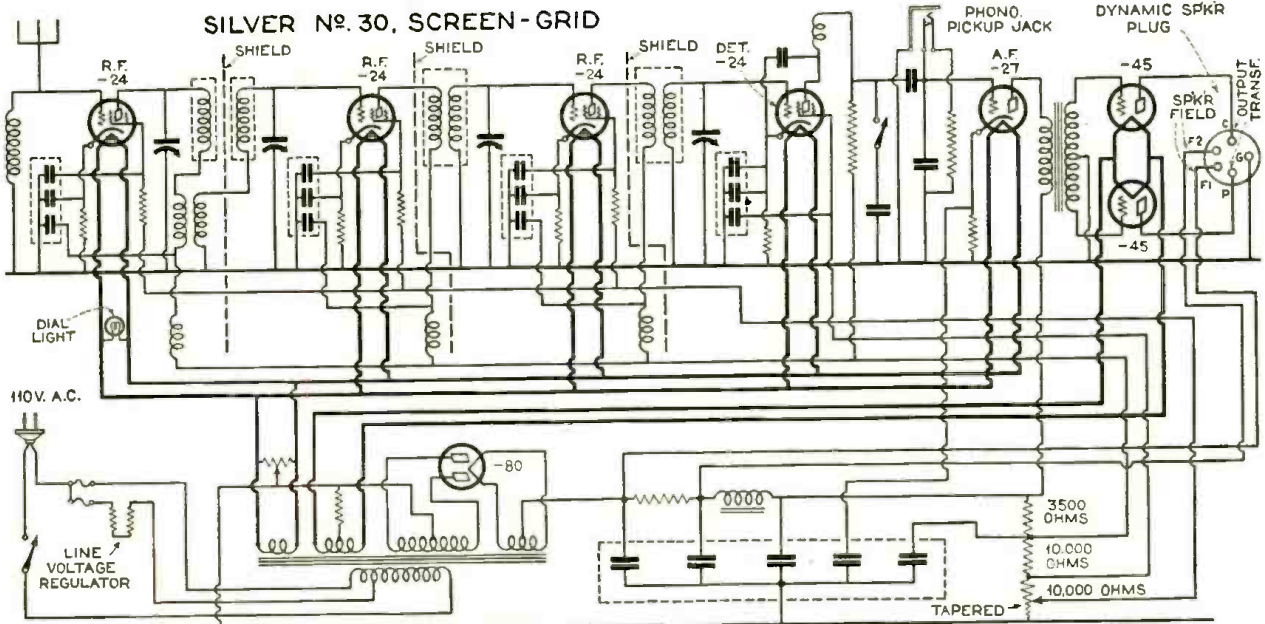 SILVER Nº. 30, SCREEN-GRID
PHONO.
PICKUP JACK
DYNAMIC SPKR
PLUG
SHIELD
SHIELD
SHIELD
R.F.
-24
R.F.
-24
R.F.
-24
DET.
-24
A.F.
-27
-45
-45
SPKR
FIELD
OUTPUT
TRANSF.
C
F2
G
F1
P
DIAL
LIGHT
110V. A.C.
LINE
VOLTAGE
REGULATOR
-80
3500
OHMS
10,000
OHMS
10,000 OHMS
TAPERED